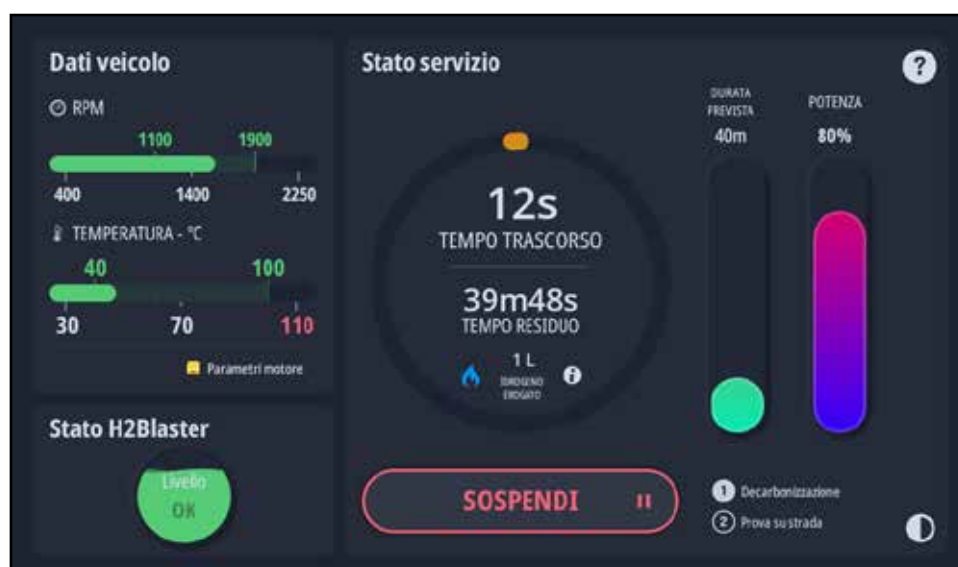 Dati veicolo
RPM
1100 1900
400 1400 2250
TEMPERATURA - °C
40 100
30 70 110
Parametri motore
Stato H2Blaster
Livello
OK
Stato servizio
?
12s
TEMPO TRASCORSO
39m48s
TEMPO RESIDUO
1 L
IDROGENO
EROGATO
i
SOSPENDI
DURATA
PREVISTA
40m
POTENZA
80%
1 Decarbonizzazione
2 Prova su strada